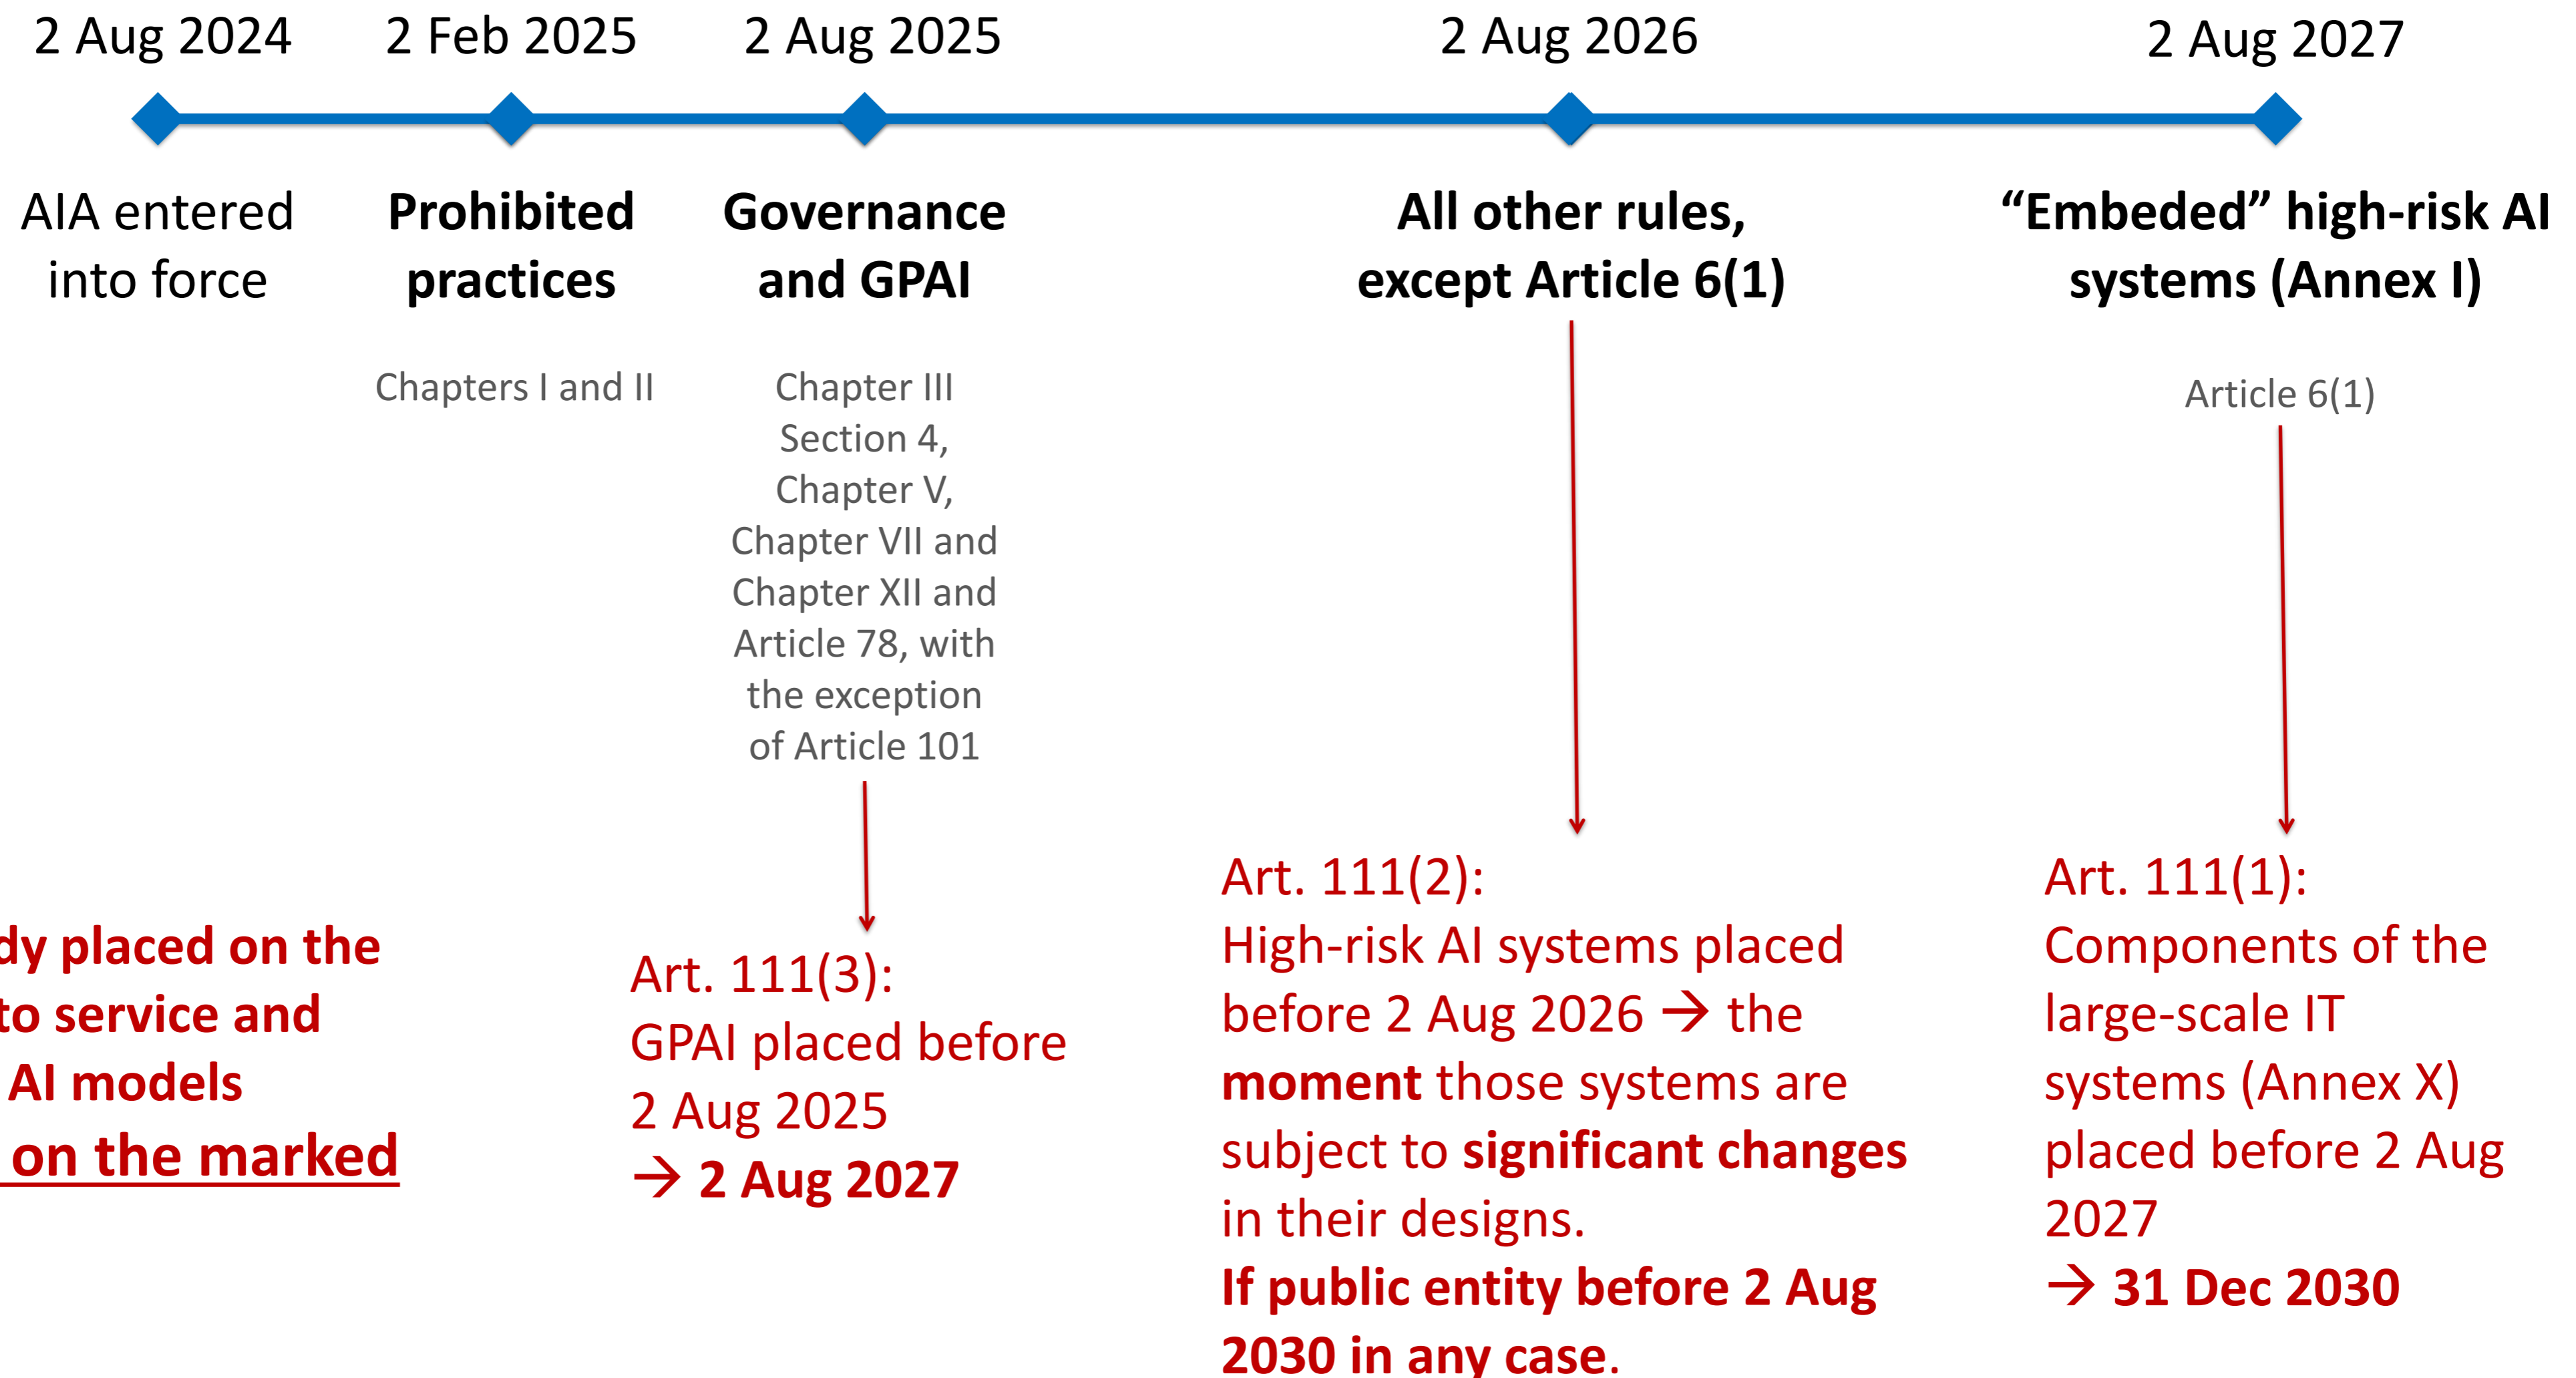 2 Aug 2024
2 Feb 2025
2 Aug 2025
2 Aug 2026
2 Aug 2027
AIA entered
into force
Prohibited
practices
Chapters I and II
Governance
and GPAI
Chapter III
Section 4,
Chapter V,
Chapter VII and
Chapter XII and
Article 78, with
the exception
of Article 101
All other rules,
except Article 6(1)
“Embeded” high-risk AI
systems (Annex I)
Article 6(1)
dy placed on the
to service and
AI models
on the marked
Art. 111(3):
GPAI placed before
2 Aug 2025
→ 2 Aug 2027
Art. 111(2):
High-risk AI systems placed
before 2 Aug 2026 → the
moment those systems are
subject to significant changes
in their designs.
If public entity before 2 Aug
2030 in any case.
Art. 111(1):
Components of the
large-scale IT
systems (Annex X)
placed before 2 Aug
2027
→ 31 Dec 2030